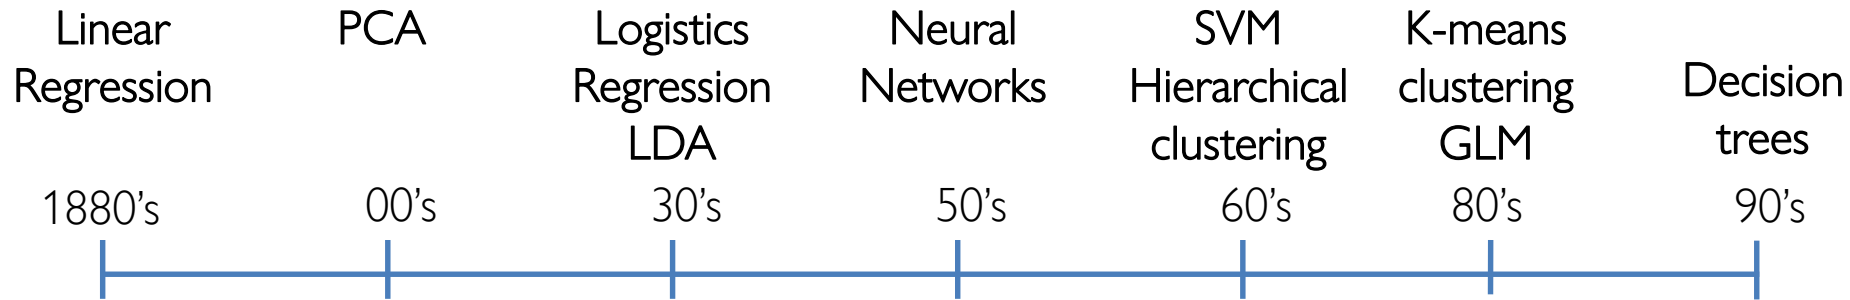 Linear
Regression
1880's
PCA
00's
Logistics
Regression
LDA
30's
Neural
Networks
50's
SVM
Hierarchical
clustering
60's
K-means
clustering
GLM
80's
Decision
trees
90's